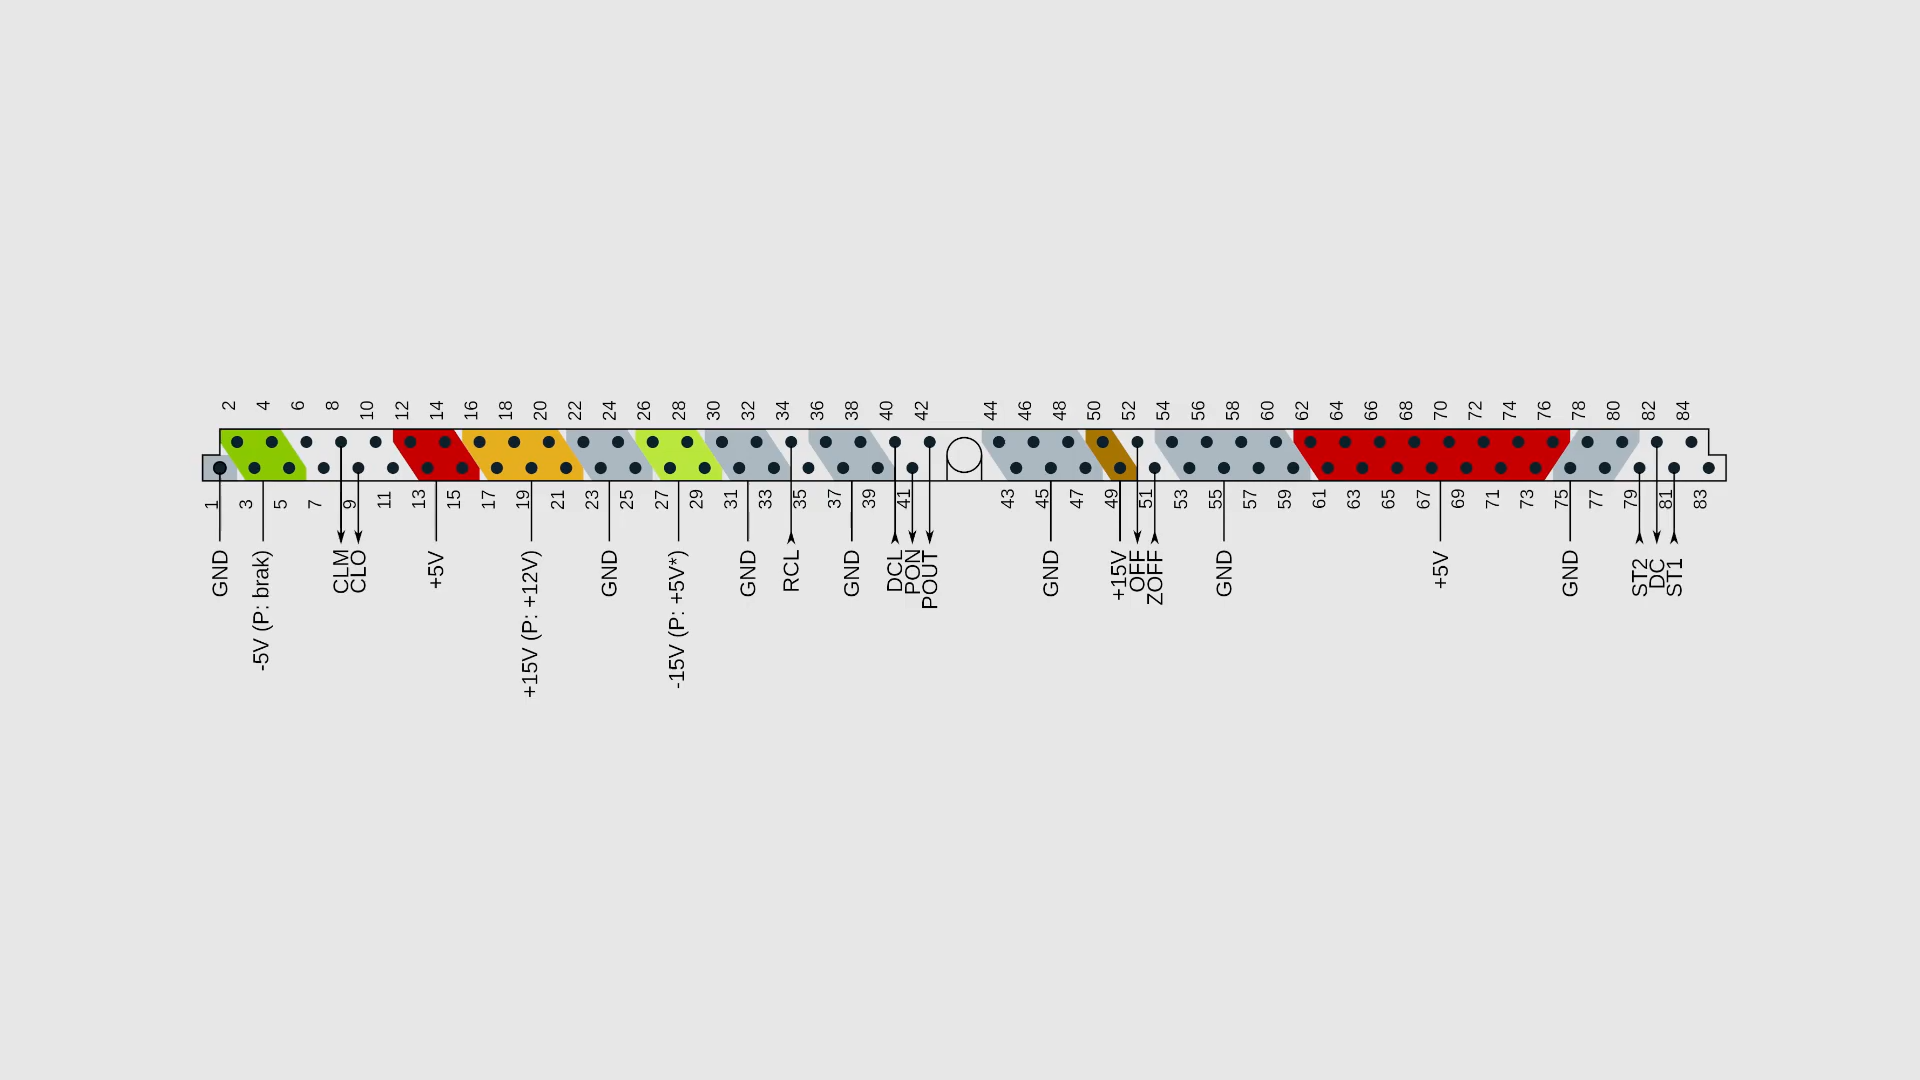 2 4 6 8 10 12 14 16 18 20 22 24 26 28 30 32 34 36 38 40 42 44 46 48 50 52 54 56 58 60 62 64 66 68 70 72 74 76 78 80 82 84
1 3 5 7 9 11 13 15 17 19 21 23 25 27 29 31 33 35 37 39 41 43 45 47 49 51 53 55 57 59 61 63 65 67 69 71 73 75 77 79 81 83
GND
-5V (P: brak)
CLM
CLO
+5V
+15V (P: +12V)
GND
-15V (P: +5V*)
GND
RCL
GND
DCL
PON
POUT
GND
+15V
OFF
ZOFF
GND
+5V
GND
ST2
DC
ST1